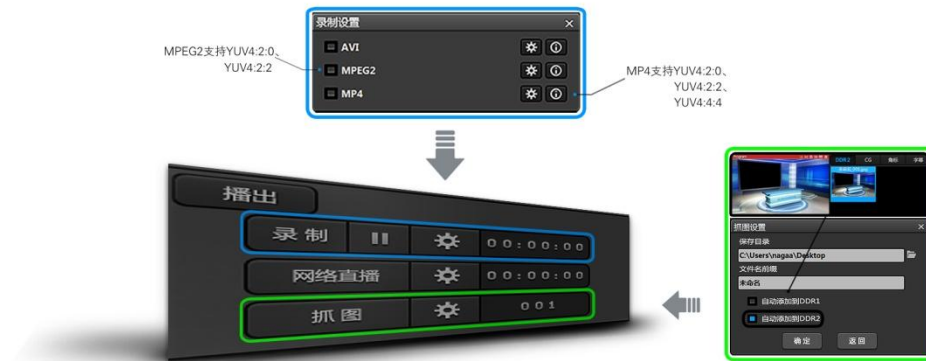 录制设置
AVI
MPEG2
MP4
MPEG2支持YUV4:2:0、
YUV4:2:2
MP4支持YUV4:2:0、
YUV4:2:2、
YUV4:4:4
播出
录制
00:00:00
网络直播
00:00:00
抓图
001
DDR2 CG 角标 字幕
抓图设置
保存目录
C:\Users\nagaa\Desktop
文件名前缀
未命名
自动添加到DDR1
自动添加到DDR2
确定 返回